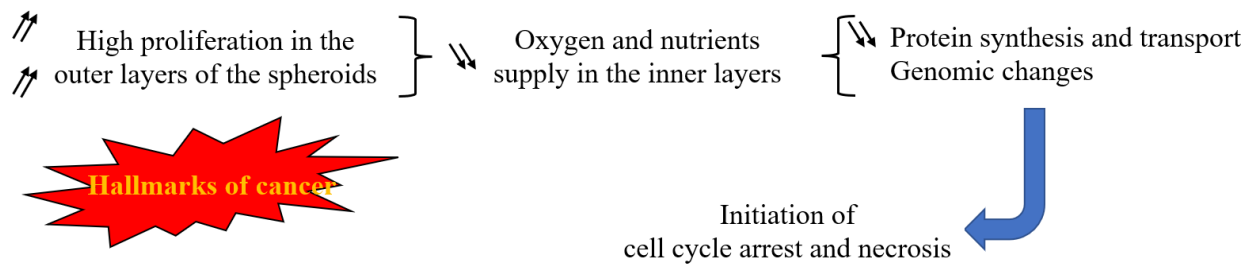 High proliferation in the
outer layers of the spheroids
Oxygen and nutrients
supply in the inner layers
Protein synthesis and transport
Genomic changes
Hallmarks of cancer
Initiation of
cell cycle arrest and necrosis